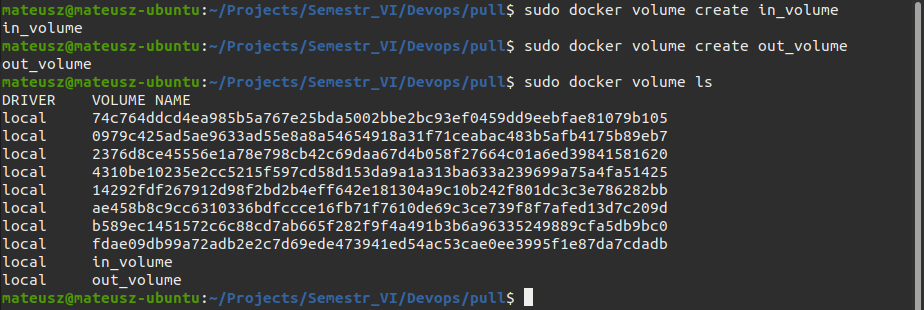 mateusz@mateusz-ubuntu:~/Projects/Semestr_VI/Devops/pull$ sudo docker volume create in_volume
in_volume
mateusz@mateusz-ubuntu:~/Projects/Semestr_VI/Devops/pull$ sudo docker volume create out_volume
out_volume
mateusz@mateusz-ubuntu:~/Projects/Semestr_VI/Devops/pull$ sudo docker volume ls
DRIVER    VOLUME NAME
local     74c764ddcd4ea985b5a767e25bda5002bbe2bc93ef0459dd9eebfae81079b105
local     0979c425ad5ae9633ad55e8a8a54654918a31f71ceabac483b5afb4175b89eb7
local     2376d8ce45556e1a78e798cb42c69daa67d4b058f27664c01a6ed39841581620
local     4310be10235e2cc5215f597cd58d153da9a1a313ba633a239699a75a4fa51425
local     14292fdf267912d98f2bd2b4eff642e181304a9c10b242f801dc3c3e786282bb
local     ae458b8c9cc6310336bdfccce16fb71f7610de69c3ce739f8f7afed13d7c209d
local     b589ec1451572c6c88cd7ab665f282f9f4a491b3b6a96335249889cfa5db9bc0
local     fdae09db99a72adb2e2c7d69ede473941ed54ac53cae0ee3995f1e87da7cdadb
local     in_volume
local     out_volume
mateusz@mateusz-ubuntu:~/Projects/Semestr_VI/Devops/pull$